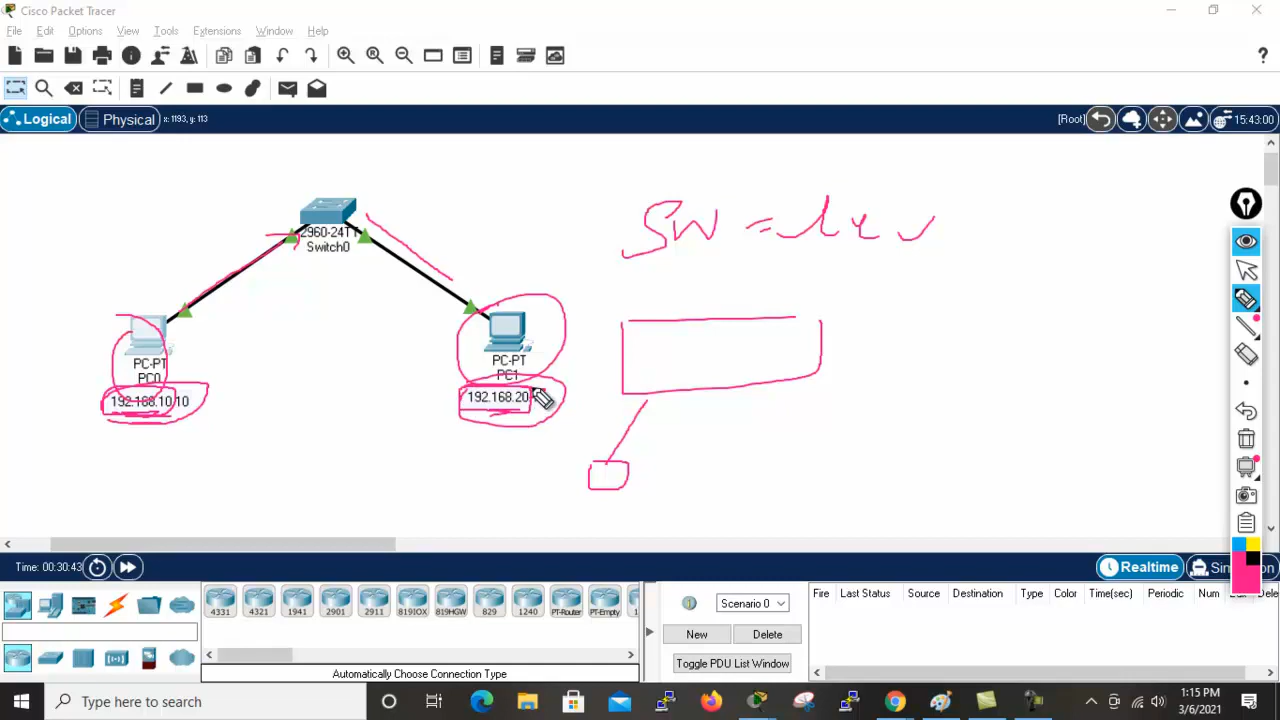 Cisco Packet Tracer
File Edit Options View Tools Extensions Window Help
?
Logical Physical x: 1193, y: 113 [Root] 15:43:00
2960-24TT
Switch0
SW =
PC-PT
PC0
192.168.10.10
PC-PT
PC1
192.168.20
Time: 00:30:43 Realtime
4331 4321 1941 2901 2911 819IOX 819HGW 829 1240 PT-Router PT-Empty
Automatically Choose Connection Type
Scenario 0
New Delete
Toggle PDU List Window
Fire Last Status Source Destination Type Color Time(sec) Periodic Num
Type here to search
1:15 PM
3/6/2021